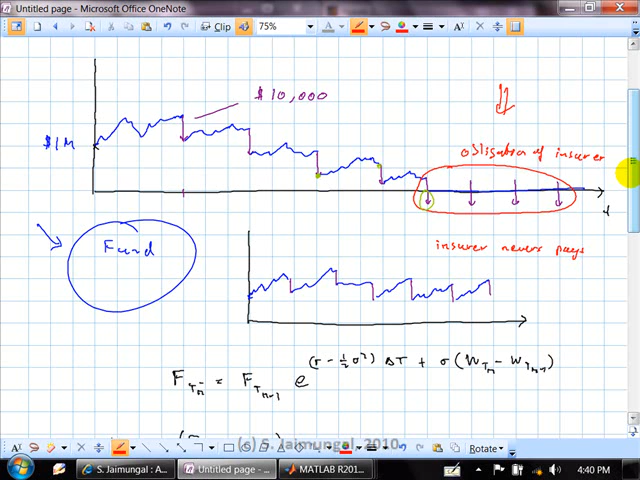 Untitled page - Microsoft Office OneNote
Clip
75%
$10,000
$1M
obligation of insurer
t
Fund
insurer never pays
F_{T_n^-} = F_{T_{n-1}} e^{(r - ½σ²) ΔT + σ(W_{T_n} - W_{T_{n-1}})}
(c) S. Jaimungal, 2010
Rotate
S. Jaimungal : A...
Untitled page - ...
MATLAB R201...
4:40 PM